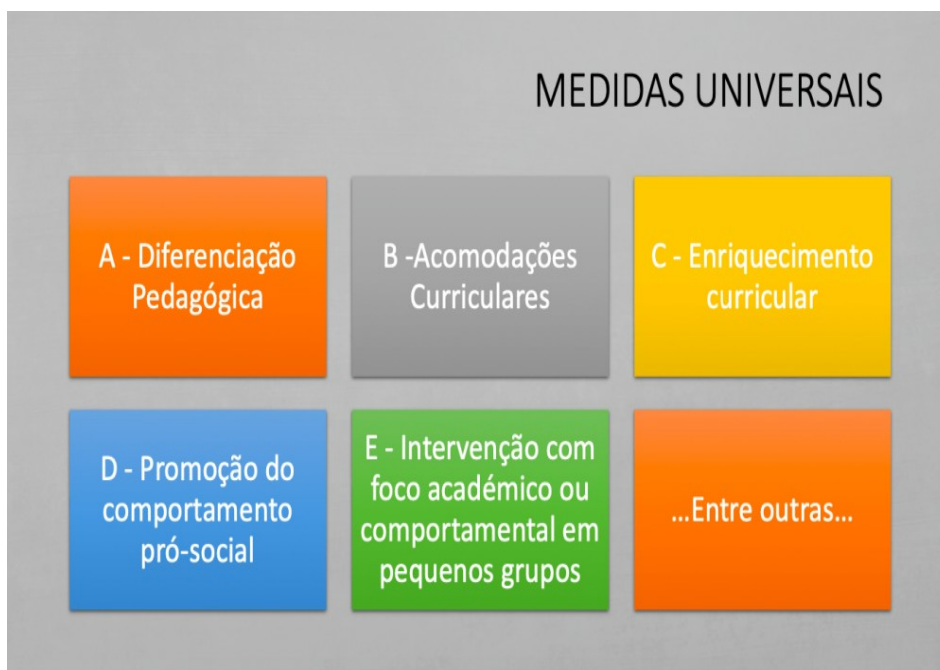 MEDIDAS UNIVERSAIS
A - Diferenciação
Pedagógica
B -Acomodações
Curriculares
C - Enriquecimento
curricular
D - Promoção do
comportamento
pró-social
E - Intervenção com
foco académico ou
comportamental em
pequenos grupos
...Entre outras...